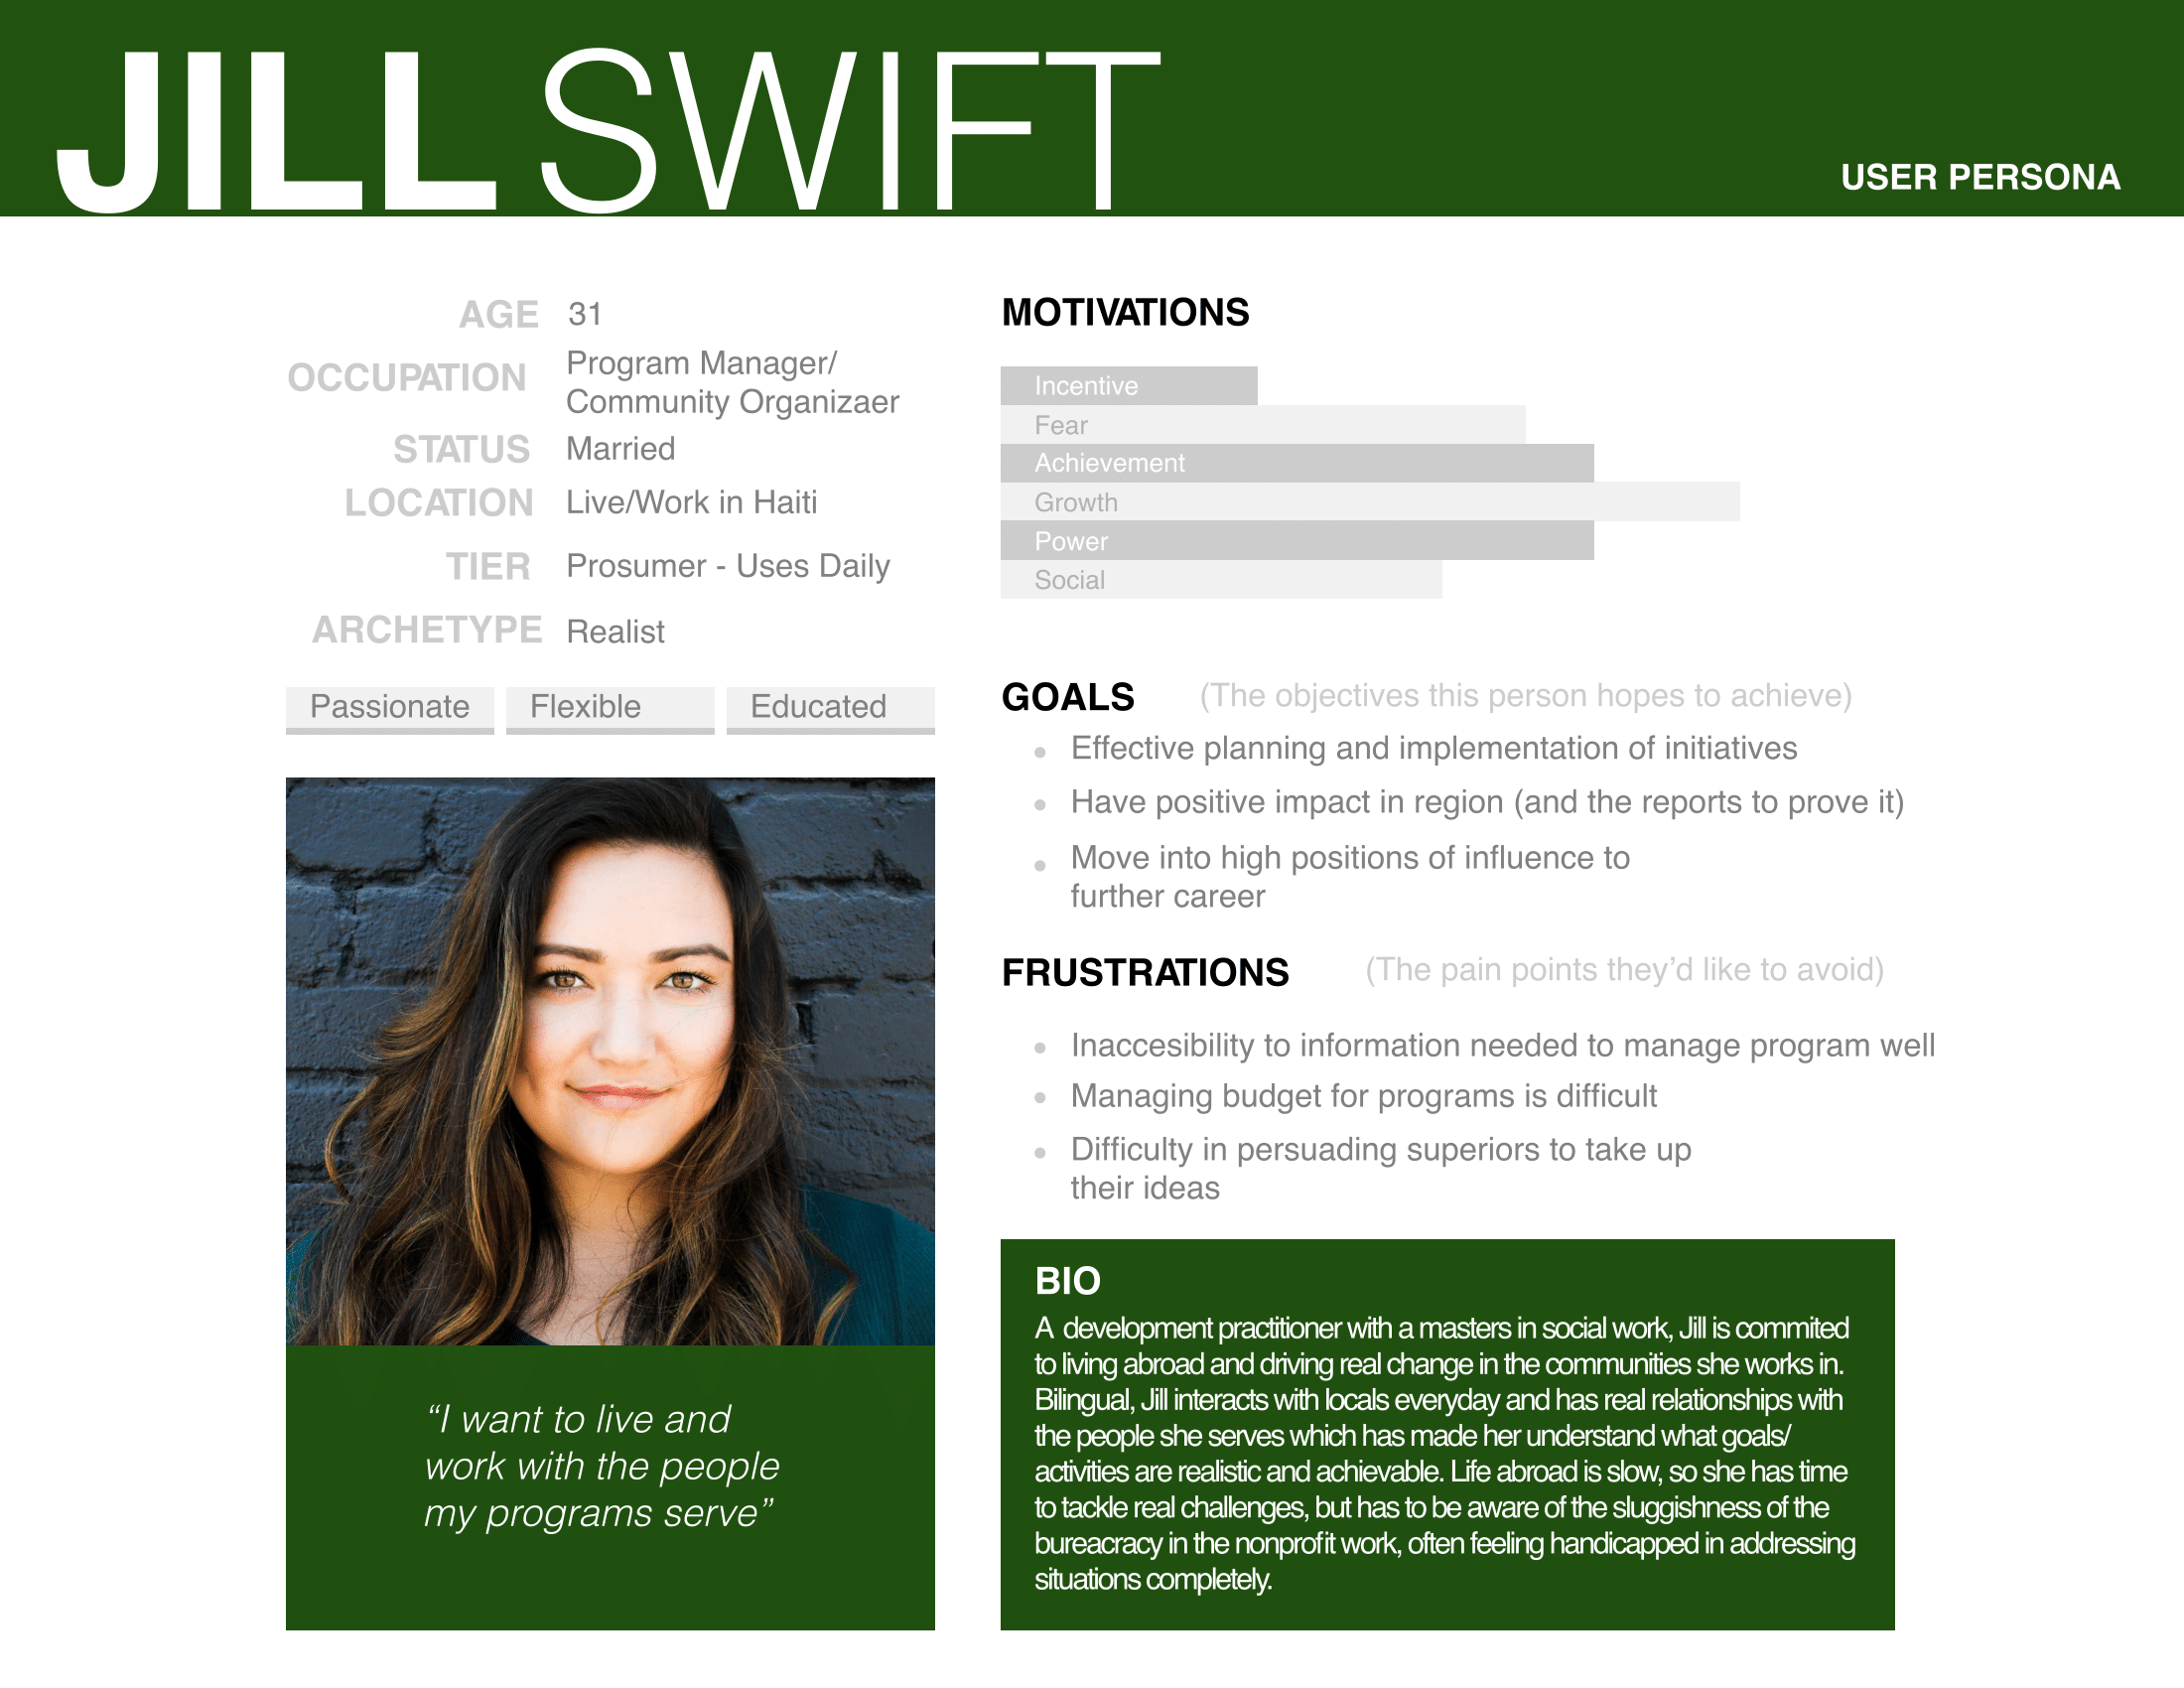 JILL SWIFT
USER PERSONA
AGE 31
OCCUPATION Program Manager/
Community Organizaer
STATUS Married
LOCATION Live/Work in Haiti
TIER Prosumer - Uses Daily
ARCHETYPE Realist
Passionate Flexible Educated
“I want to live and
work with the people
my programs serve”
MOTIVATIONS
Incentive
Fear
Achievement
Growth
Power
Social
GOALS (The objectives this person hopes to achieve)
• Effective planning and implementation of initiatives
• Have positive impact in region (and the reports to prove it)
• Move into high positions of influence to
further career
FRUSTRATIONS (The pain points they’d like to avoid)
• Inaccesibility to information needed to manage program well
• Managing budget for programs is difficult
• Difficulty in persuading superiors to take up
their ideas
BIO
A development practitioner with a masters in social work, Jill is commited
to living abroad and driving real change in the communities she works in.
Bilingual, Jill interacts with locals everyday and has real relationships with
the people she serves which has made her understand what goals/
activities are realistic and achievable. Life abroad is slow, so she has time
to tackle real challenges, but has to be aware of the sluggishness of the
bureacracy in the nonprofit work, often feeling handicapped in addressing
situations completely.